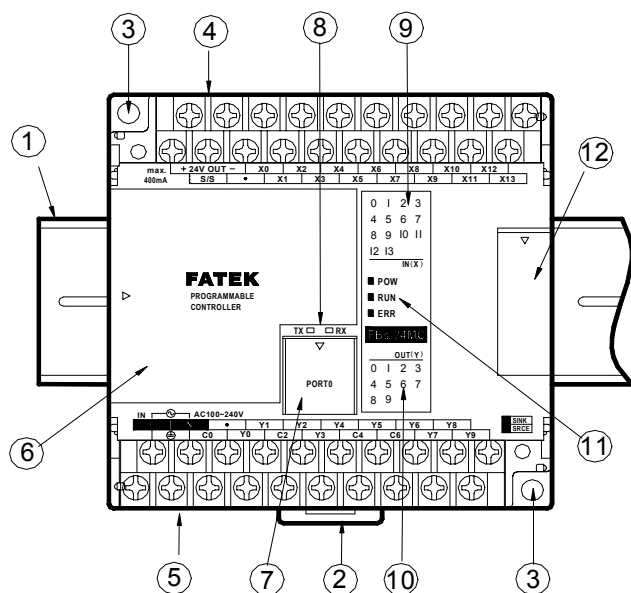 3 4 8 9
1
12
max. + 24V OUT − X0 X2 X4 X6 X8 X10 X12
400mA S/S • X1 X3 X5 X7 X9 X11 X13
0 1 2 3
4 5 6 7
8 9 10 11
12 13
IN(X)
POW
RUN
ERR
FBs-24MC
FATEK
PROGRAMMABLE
CONTROLLER
TX RX
PORT0
OUT(Y)
0 1 2 3
4 5 6 7
8 9
IN AC100~240V
• Y1 Y2 Y4 Y5 Y6 Y8
C0 Y0 C2 Y3 C4 C6 Y7 Y9
SINK
SRCE
6
11
5 7 2 10 3